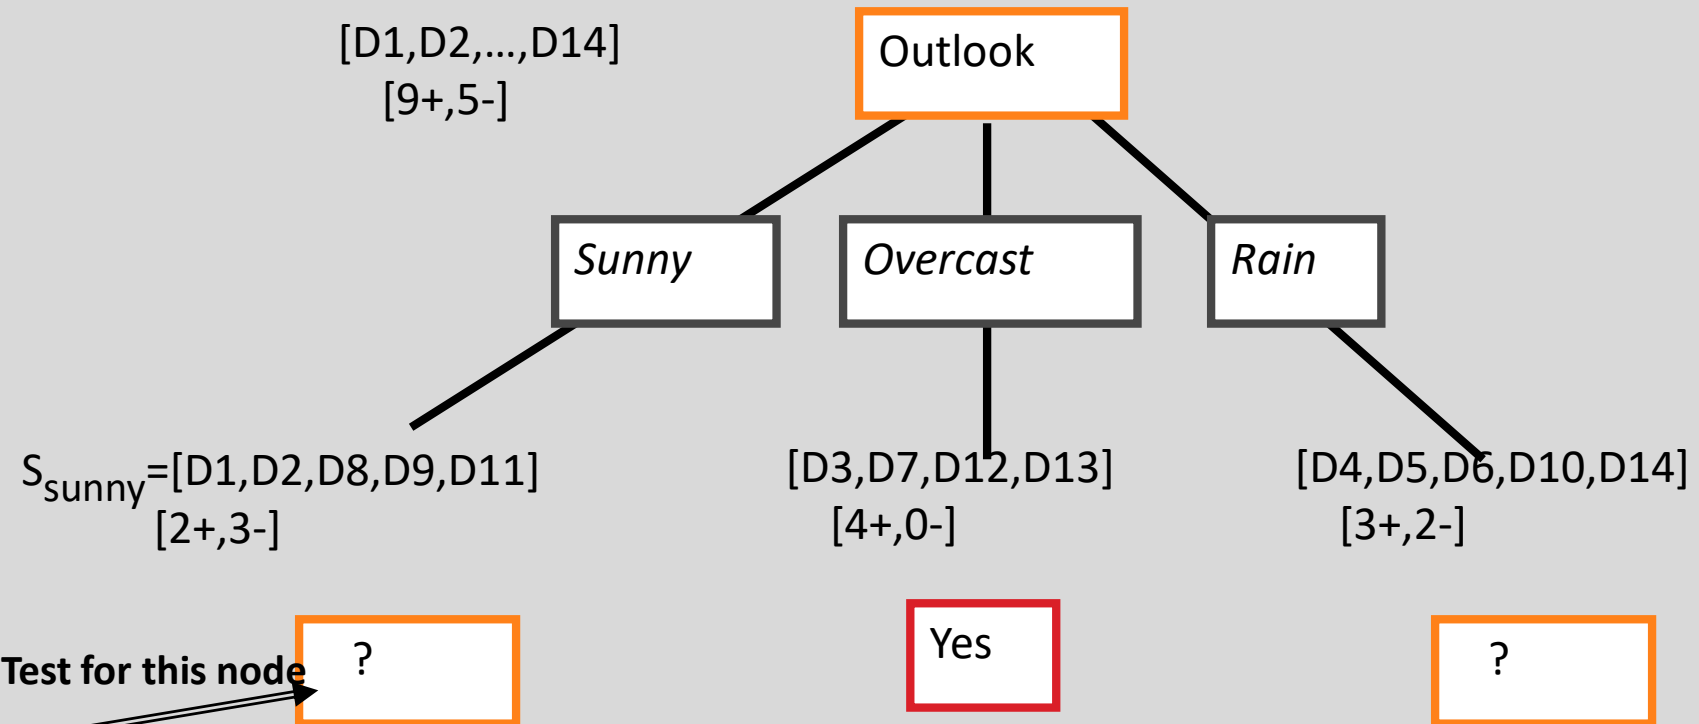 [D1,D2,...,D14]
[9+,5-]
Outlook
Sunny
Overcast
Rain
S_sunny=[D1,D2,D8,D9,D11]
[2+,3-]
[D3,D7,D12,D13]
[4+,0-]
[D4,D5,D6,D10,D14]
[3+,2-]
Test for this node
?
Yes
?